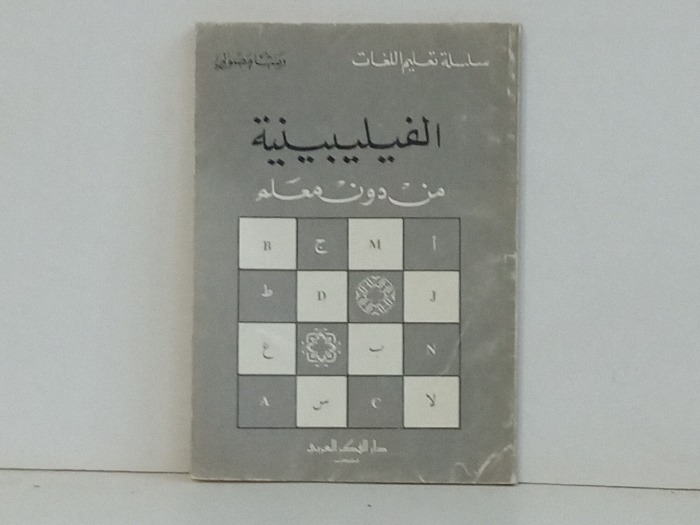 سلسلة تعليم اللغات
الفيليبينية
من دون معلم
أ M ج B
J D ط
N ب ع
لا C س A
دار الفكر العربي